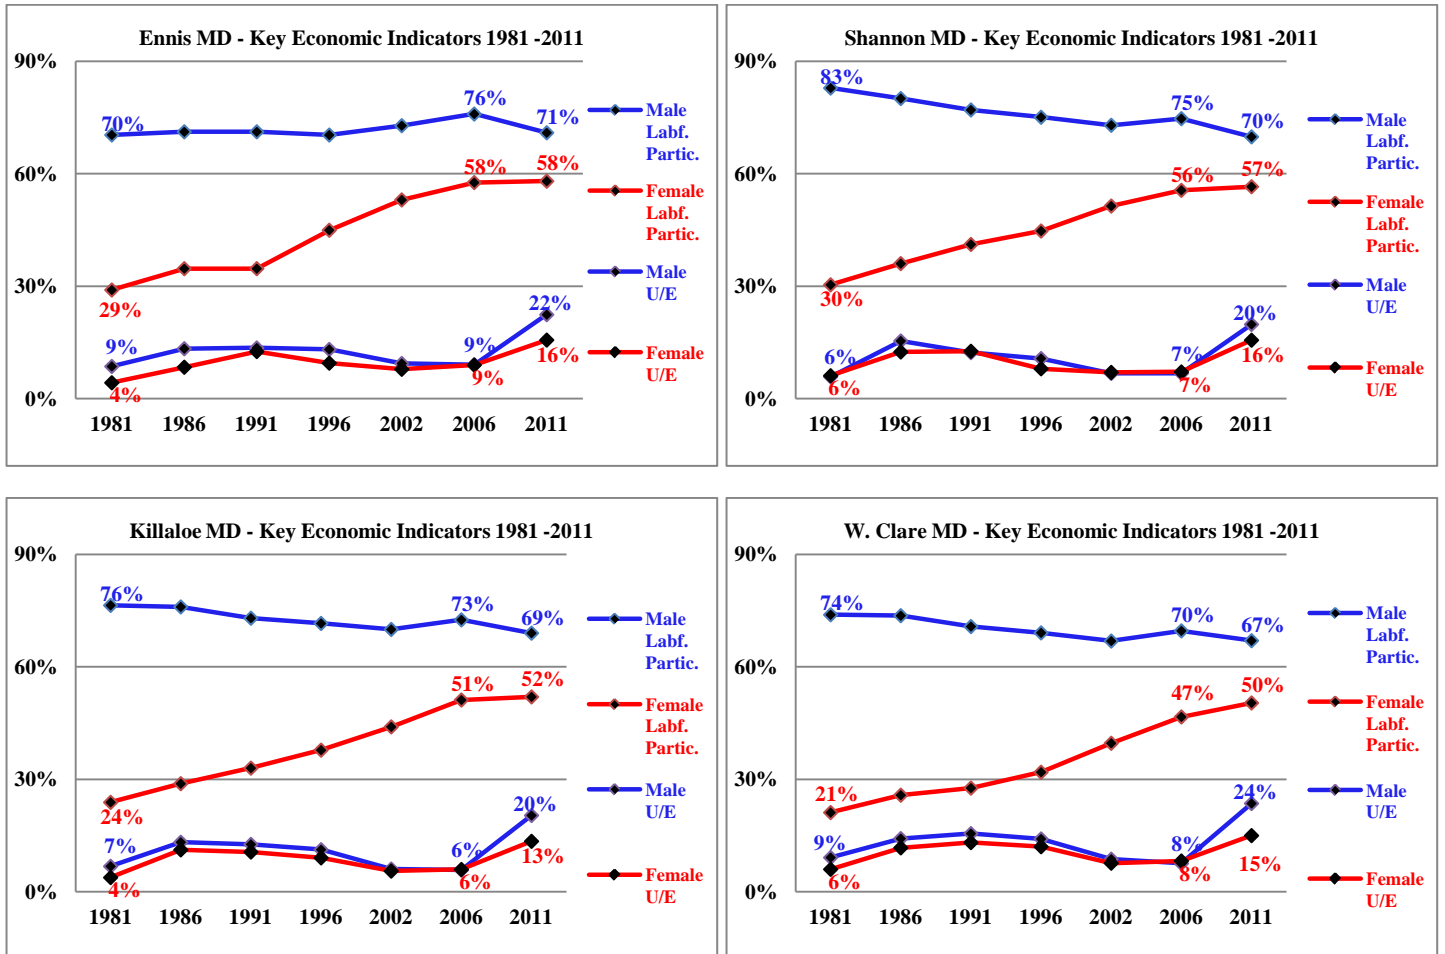 Ennis MD - Key Economic Indicators 1981 -2011
90%
60%
30%
0%
70%
76%
71%
29%
58%
58%
9%
9%
22%
4%
9%
16%
1981 1986 1991 1996 2002 2006 2011
Male
Labf.
Partic.
Female
Labf.
Partic.
Male
U/E
Female
U/E
Shannon MD - Key Economic Indicators 1981 -2011
90%
60%
30%
0%
83%
75%
70%
30%
56%
57%
6%
7%
20%
6%
7%
16%
1981 1986 1991 1996 2002 2006 2011
Male
Labf.
Partic.
Female
Labf.
Partic.
Male
U/E
Female
U/E
Killaloe MD - Key Economic Indicators 1981 -2011
90%
60%
30%
0%
76%
73%
69%
24%
51%
52%
7%
6%
20%
4%
6%
13%
1981 1986 1991 1996 2002 2006 2011
Male
Labf.
Partic.
Female
Labf.
Partic.
Male
U/E
Female
U/E
W. Clare MD - Key Economic Indicators 1981 -2011
90%
60%
30%
0%
74%
70%
67%
21%
47%
50%
9%
8%
24%
6%
8%
15%
1981 1986 1991 1996 2002 2006 2011
Male
Labf.
Partic.
Female
Labf.
Partic.
Male
U/E
Female
U/E